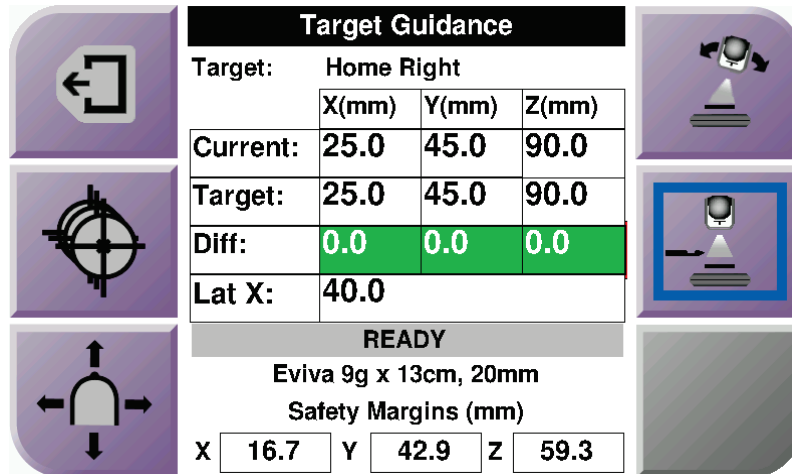 Target Guidance
Target: Home Right
X(mm) Y(mm) Z(mm)
Current: 25.0 45.0 90.0
Target: 25.0 45.0 90.0
Diff: 0.0 0.0 0.0
Lat X: 40.0
READY
Eviva 9g x 13cm, 20mm
Safety Margins (mm)
X 16.7 Y 42.9 Z 59.3